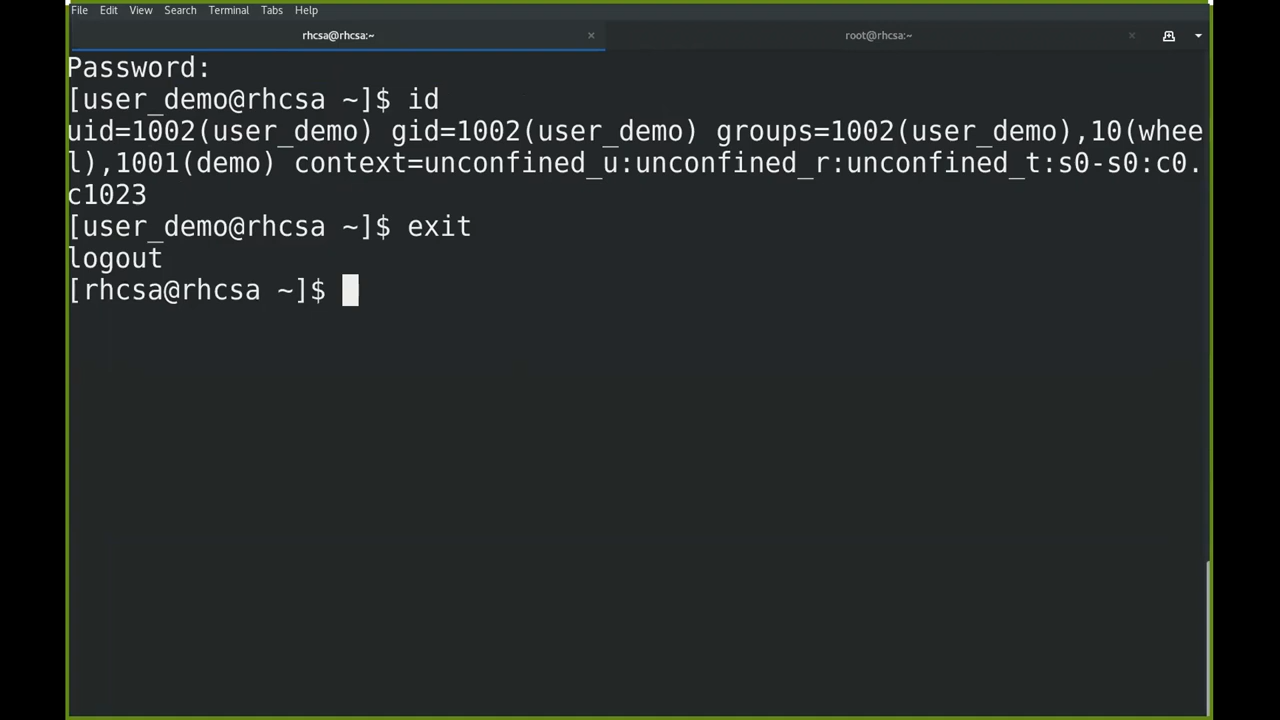 File Edit View Search Terminal Tabs Help
rhcsa@rhcsa:~ × root@rhcsa:~ ×
Password:
[user_demo@rhcsa ~]$ id
uid=1002(user_demo) gid=1002(user_demo) groups=1002(user_demo),10(whee
l),1001(demo) context=unconfined_u:unconfined_r:unconfined_t:s0-s0:c0.
c1023
[user_demo@rhcsa ~]$ exit
logout
[rhcsa@rhcsa ~]$